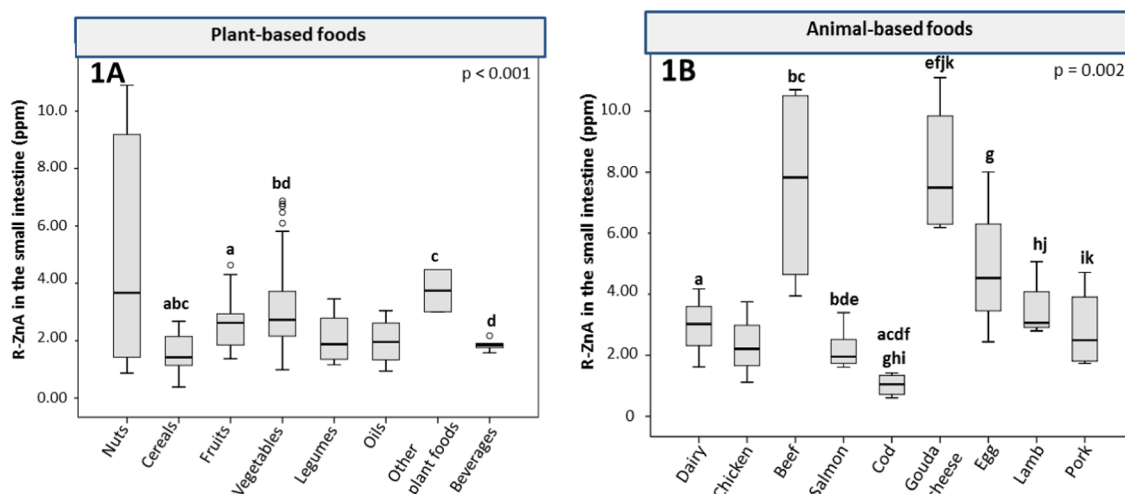 Plant-based foods
1A
p < 0.001
R-ZnA in the small intestine (ppm)
10.0
8.00
6.00
4.00
2.00
0.00
abc
a
bd
c
d
Nuts
Cereals
Fruits
Vegetables
Legumes
Oils
Other
plant foods
Beverages
Animal-based foods
1B
p = 0.002
R-ZnA in the small intestine (ppm)
10.0
8.00
6.00
4.00
2.00
0
a
bc
bde
acdf
ghi
efjk
g
hj
ik
Dairy
Chicken
Beef
Salmon
Cod
Gouda
cheese
Egg
Lamb
Pork